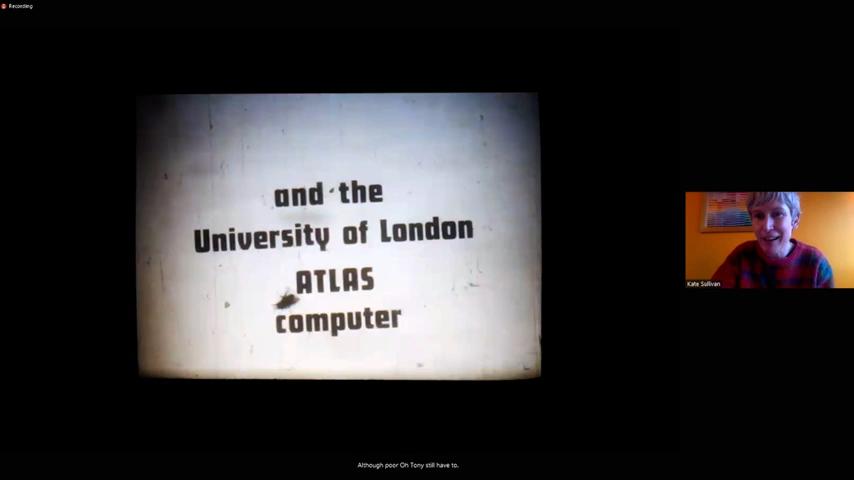 Recording
and the
University of London
ATLAS
computer
Kate Sullivan
Although poor Oh Tony still have to.